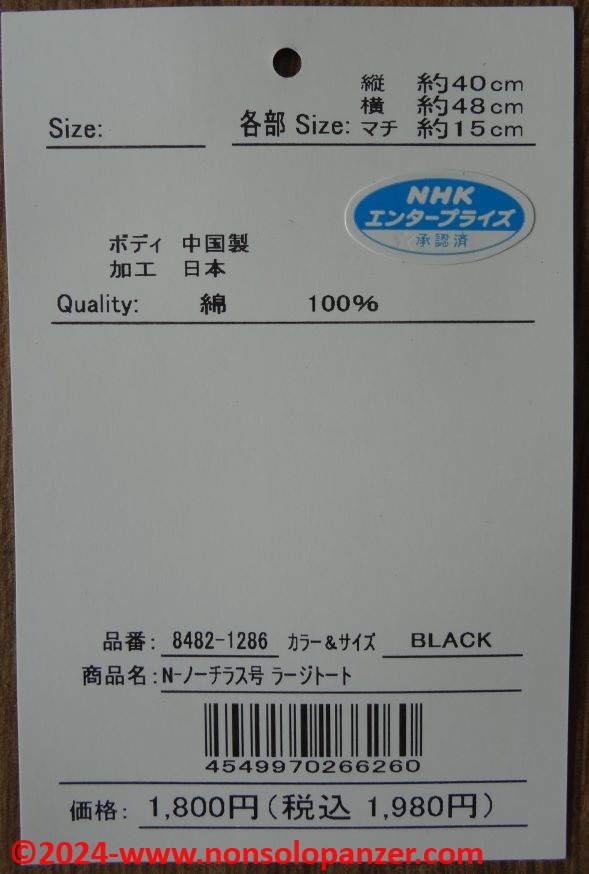 縦 約40cm
横 約48cm
Size: 各部 Size: マチ 約15cm
NHK
エンタープライズ
承認済
ボディ 中国製
加工 日本
Quality: 綿 100%
品番: 8482-1286 カラー&サイズ BLACK
商品名: N-ノーチラス号 ラージトート
4549970266260
価格: 1,800円(税込 1,980円)
©2024-www.nonsolopanzer.com